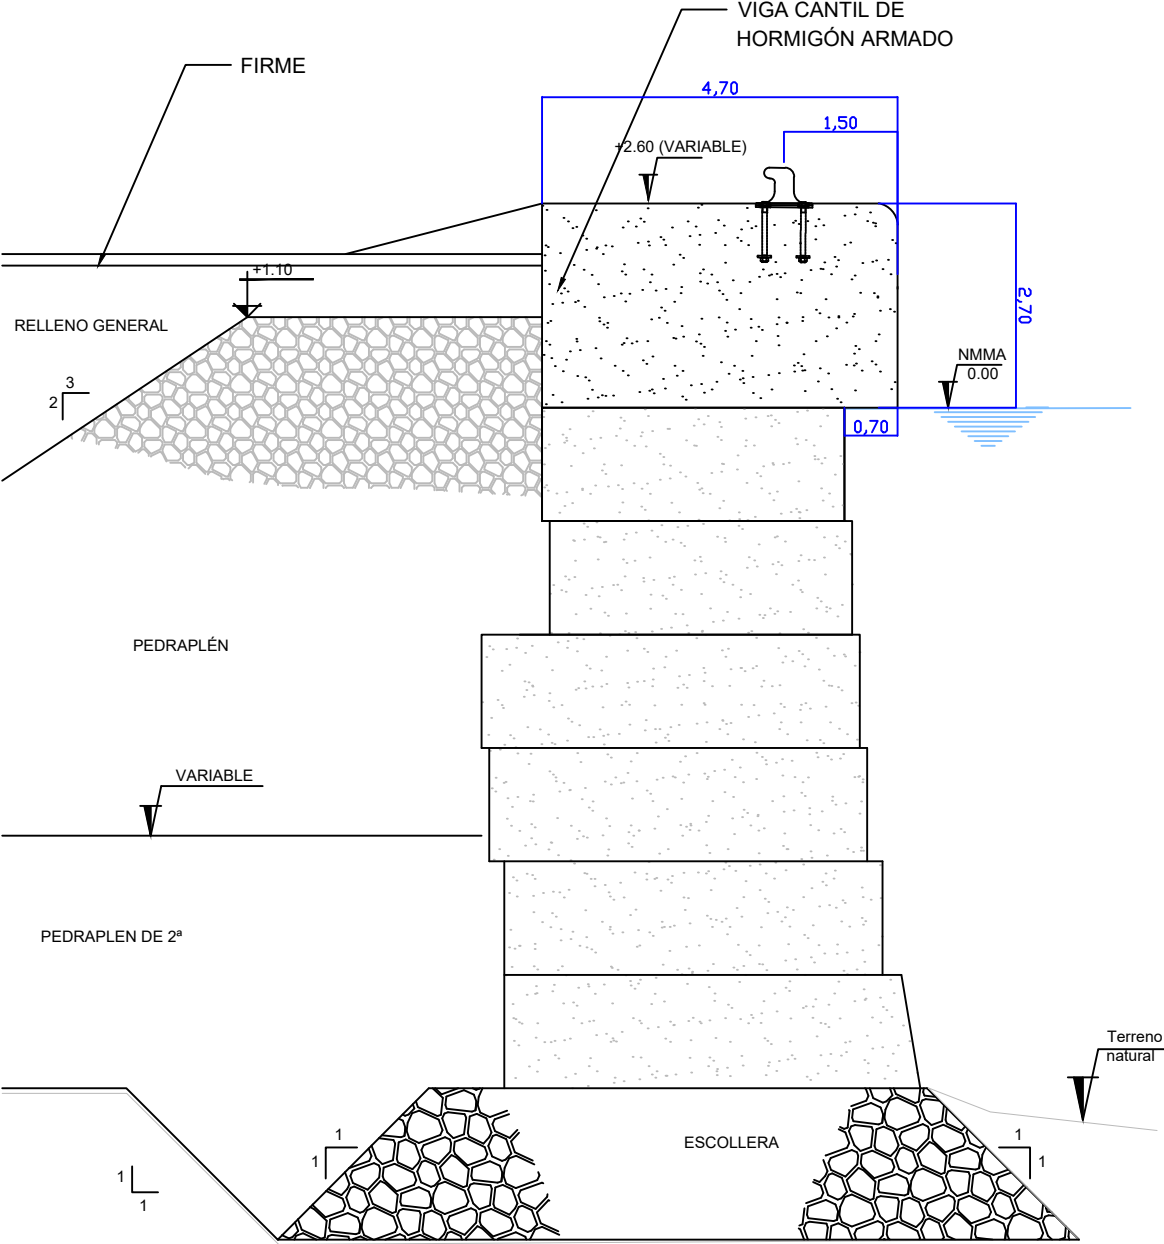 VIGA CANTIL DE
HORMIGÓN ARMADO
FIRME
4,70
1,50
+2.60 (VARIABLE)
+1.10
RELLENO GENERAL
2,70
NMMA
0.00
3
2
0,70
PEDRAPLÉN
VARIABLE
PEDRAPLEN DE 2ª
Terreno
natural
ESCOLLERA
1
1
1
1
1
1